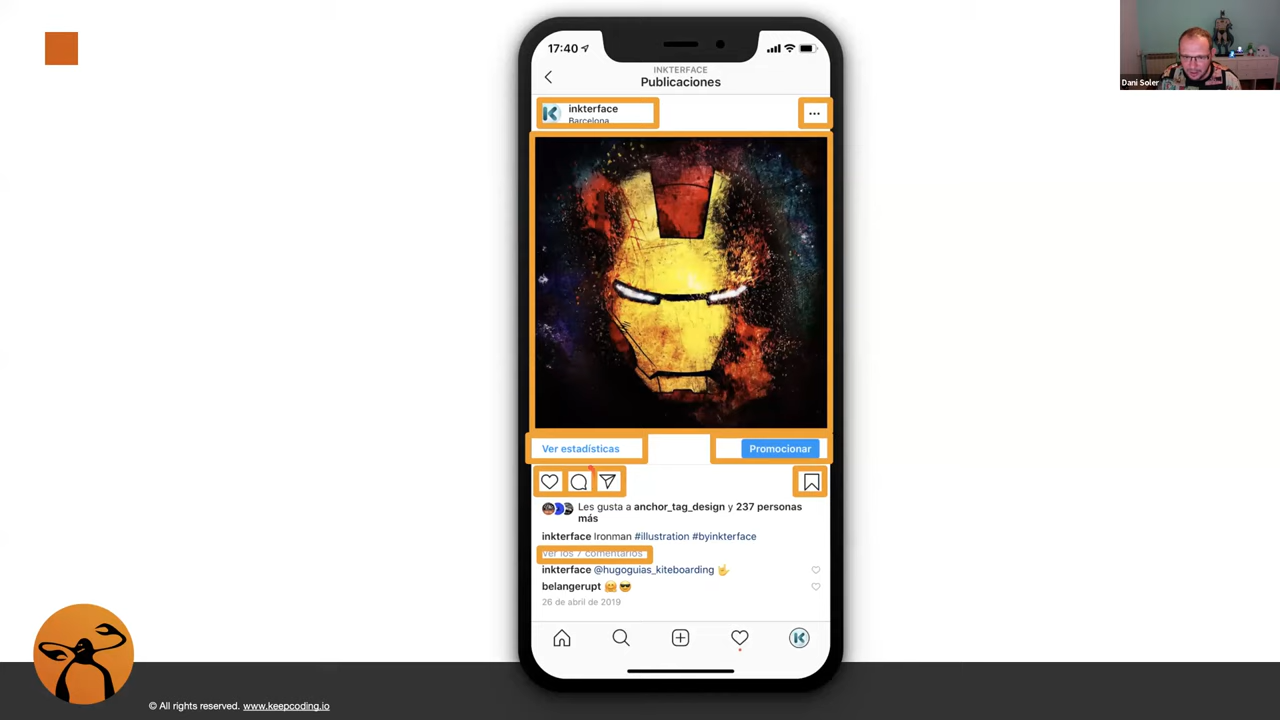 17:40
INKTERFACE
Publicaciones
inkterface
Barcelona
Dani Soler
Ver estadísticas
Promocionar
Les gusta a anchor_tag_design y 237 personas
más
inkterface Ironman #illustration #byinkterface
Ver los 7 comentarios
inkterface @hugoguias_kiteboarding 🤟
belangerupt 🤗 😎
26 de abril de 2019
© All rights reserved. www.keepcoding.io